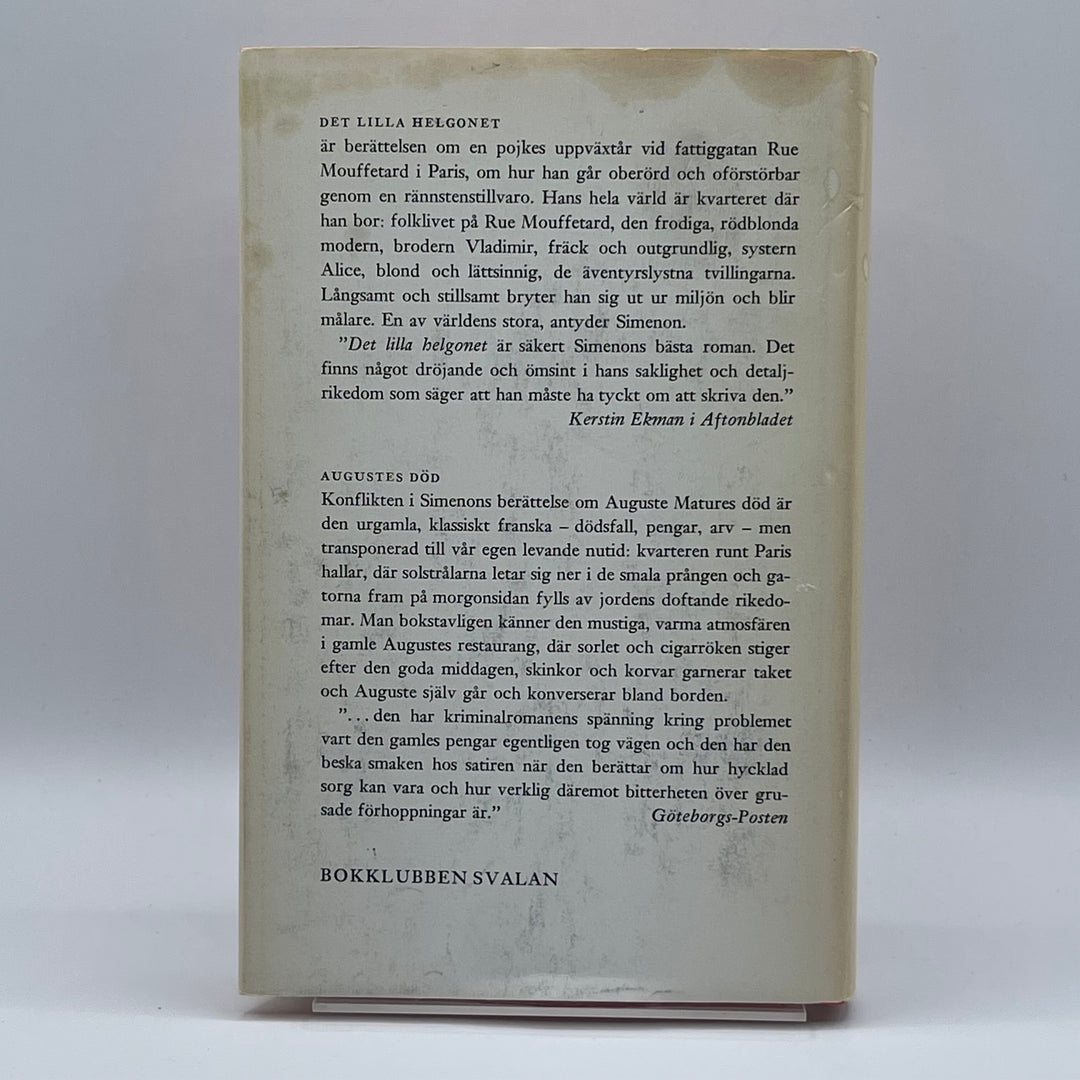 DET LILLA HELGONET
är berättelsen om en pojkes uppväxtår vid fattiggatan Rue
Mouffetard i Paris, om hur han går oberörd och oförstörbar
genom en rännstenstillvaro. Hans hela värld är kvarteret där
han bor: folklivet på Rue Mouffetard, den frodiga, rödblonda
modern, brodern Vladimir, fräck och outgrundlig, systern
Alice, blond och lättsinnig, de äventyrslystna tvillingarna.
Långsamt och stillsamt bryter han sig ut ur miljön och blir
målare. En av världens stora, antyder Simenon.
”Det lilla helgonet är säkert Simenons bästa roman. Det
finns något dröjande och ömsint i hans saklighet och detalj-
rikedom som säger att han måste ha tyckt om att skriva den.”
Kerstin Ekman i Aftonbladet
AUGUSTES DÖD
Konflikten i Simenons berättelse om Auguste Matures död är
den urgamla, klassiskt franska – dödsfall, pengar, arv – men
transponerad till vår egen levande nutid: kvarteren runt Paris
hallar, där solstrålarna letar sig ner i de smala prången och ga-
torna fram på morgonsidan fylls av jordens doftande rikedo-
mar. Man bokstavligen känner den mustiga, varma atmosfären
i gamle Augustes restaurang, där sorlet och cigarröken stiger
efter den goda middagen, skinkor och korvar garnerar taket
och Auguste själv går och konverserar bland borden.
”...den har kriminalromanens spänning kring problemet
vart den gamles pengar egentligen tog vägen och den har den
beska smaken hos satiren när den berättar om hur hycklad
sorg kan vara och hur verklig däremot bitterheten över gru-
sade förhoppningar är.” Göteborgs-Posten
BOKKLUBBEN SVALAN